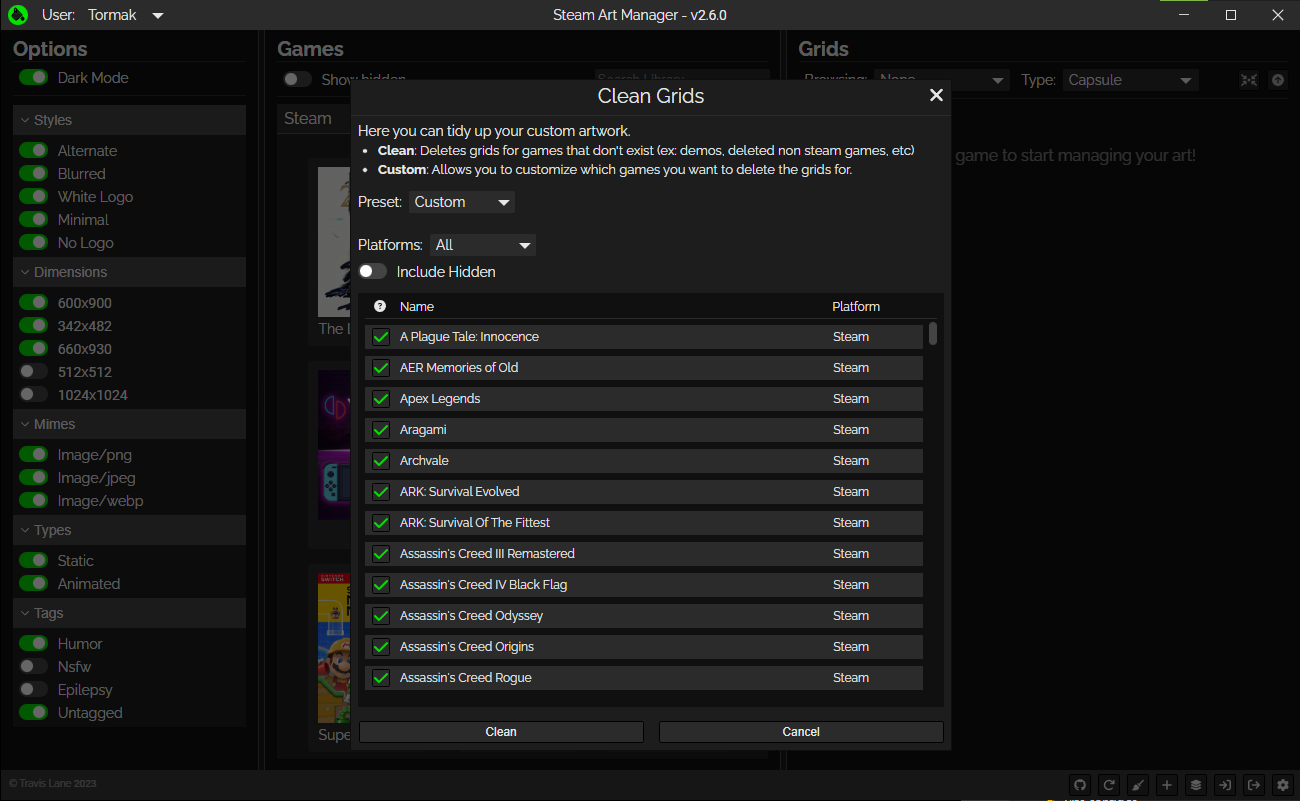 User: Tormak
Steam Art Manager - v2.6.0
Options
Dark Mode
Styles
Alternate
Blurred
White Logo
Minimal
No Logo
Dimensions
600x900
342x482
660x930
512x512
1024x1024
Mimes
Image/png
Image/jpeg
Image/webp
Types
Static
Animated
Tags
Humor
Nsfw
Epilepsy
Untagged
Games
Show hidden
Search Library
Steam
The L
NINTENDO SWITCH
Supe
Grids
Browsing: None
Type: Capsule
game to start managing your art!
Clean Grids
Here you can tidy up your custom artwork.
• Clean: Deletes grids for games that don't exist (ex: demos, deleted non steam games, etc)
• Custom: Allows you to customize which games you want to delete the grids for.
Preset: Custom
Platforms: All
Include Hidden
? Name Platform
A Plague Tale: Innocence Steam
AER Memories of Old Steam
Apex Legends Steam
Aragami Steam
Archvale Steam
ARK: Survival Evolved Steam
ARK: Survival Of The Fittest Steam
Assassin's Creed III Remastered Steam
Assassin's Creed IV Black Flag Steam
Assassin's Creed Odyssey Steam
Assassin's Creed Origins Steam
Assassin's Creed Rogue Steam
Clean Cancel
© Travis Lane 2023